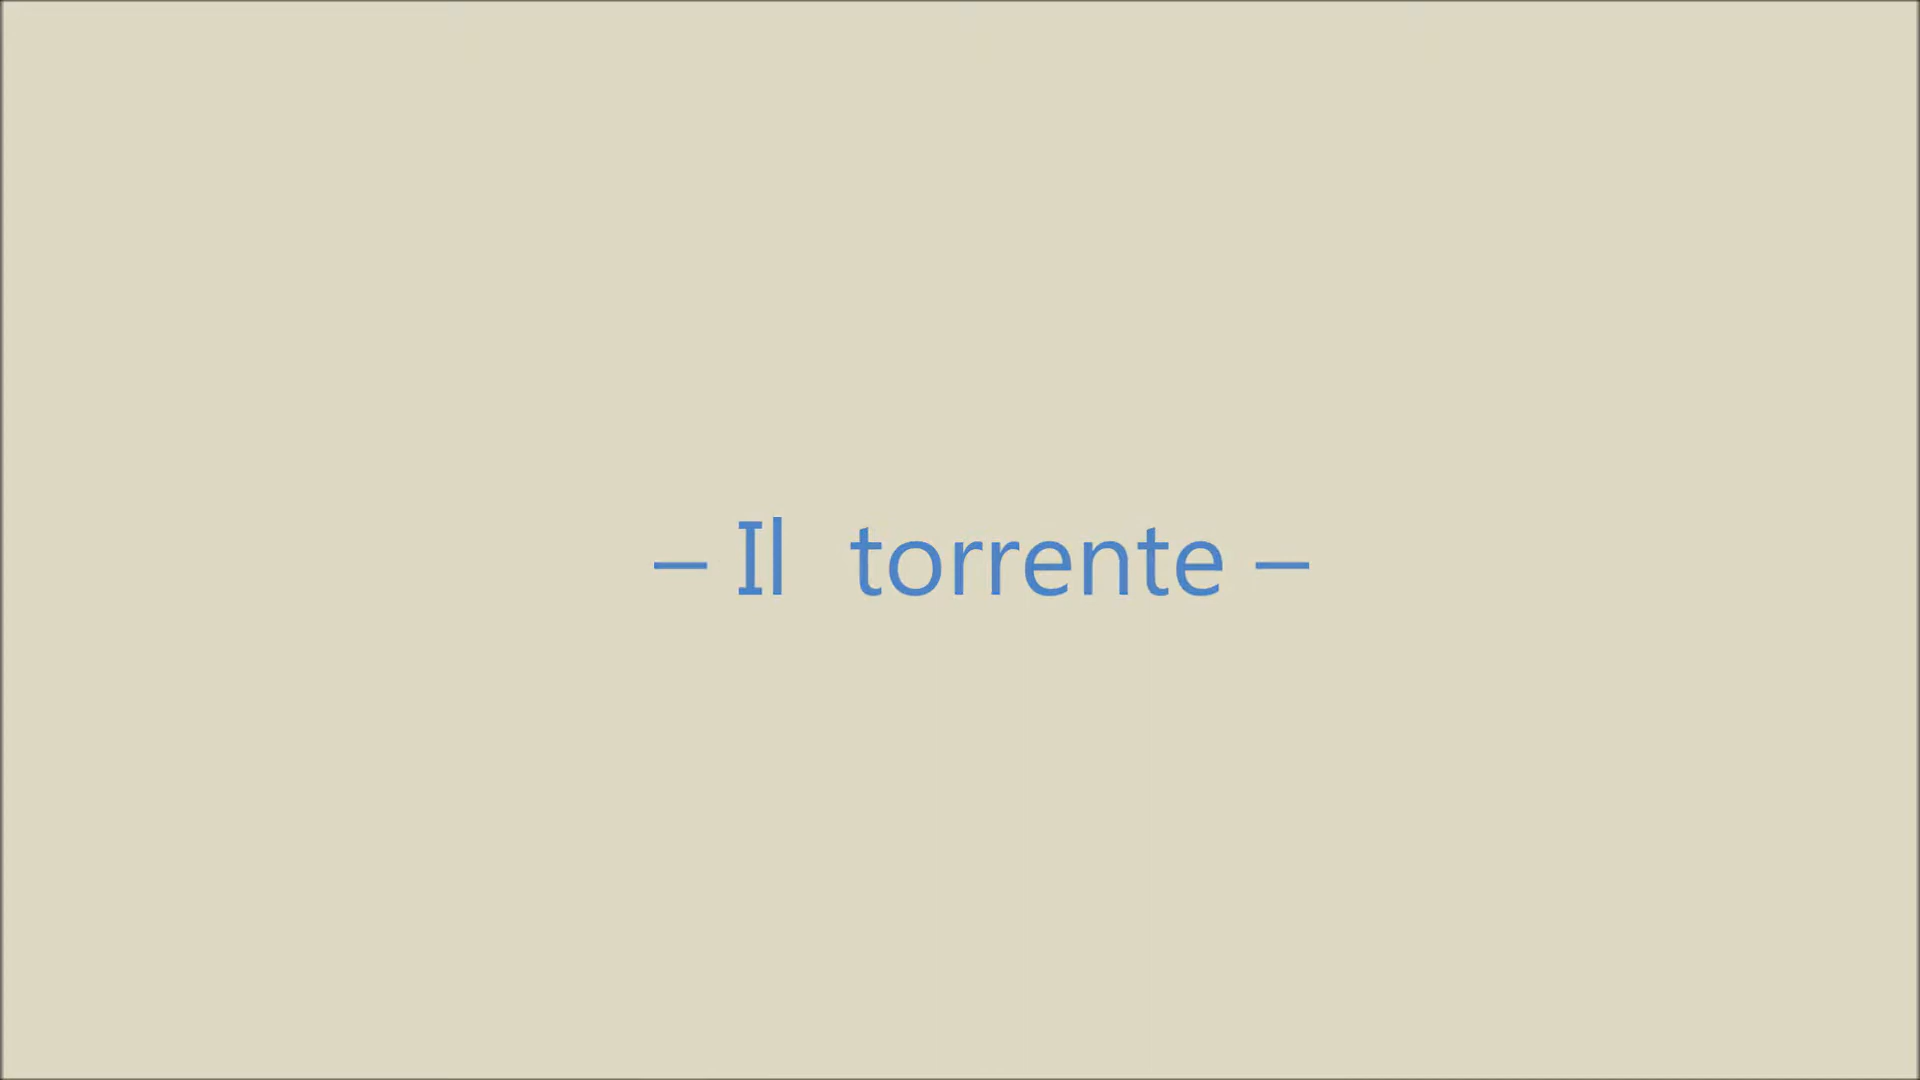 – Il  torrente –